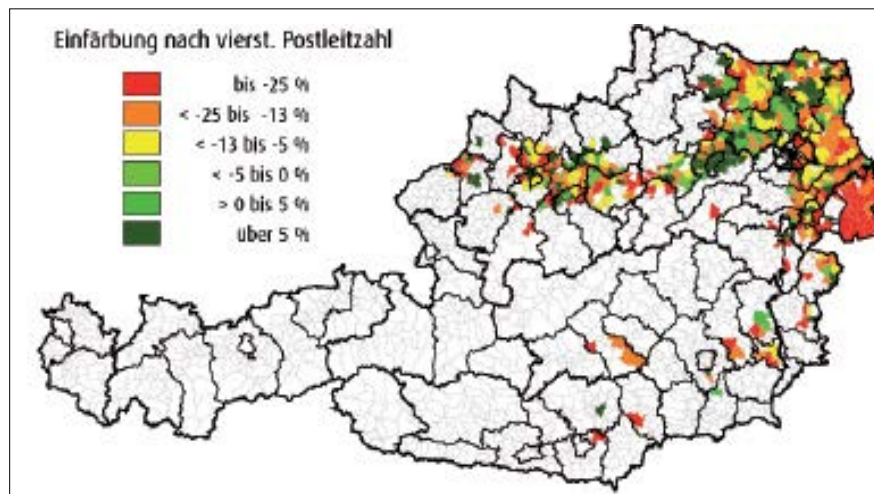 Einfärbung nach vierst. Postleitzahl
bis -25 %
< -25 bis -13 %
< -13 bis -5 %
< -5 bis 0 %
> 0 bis 5 %
über 5 %